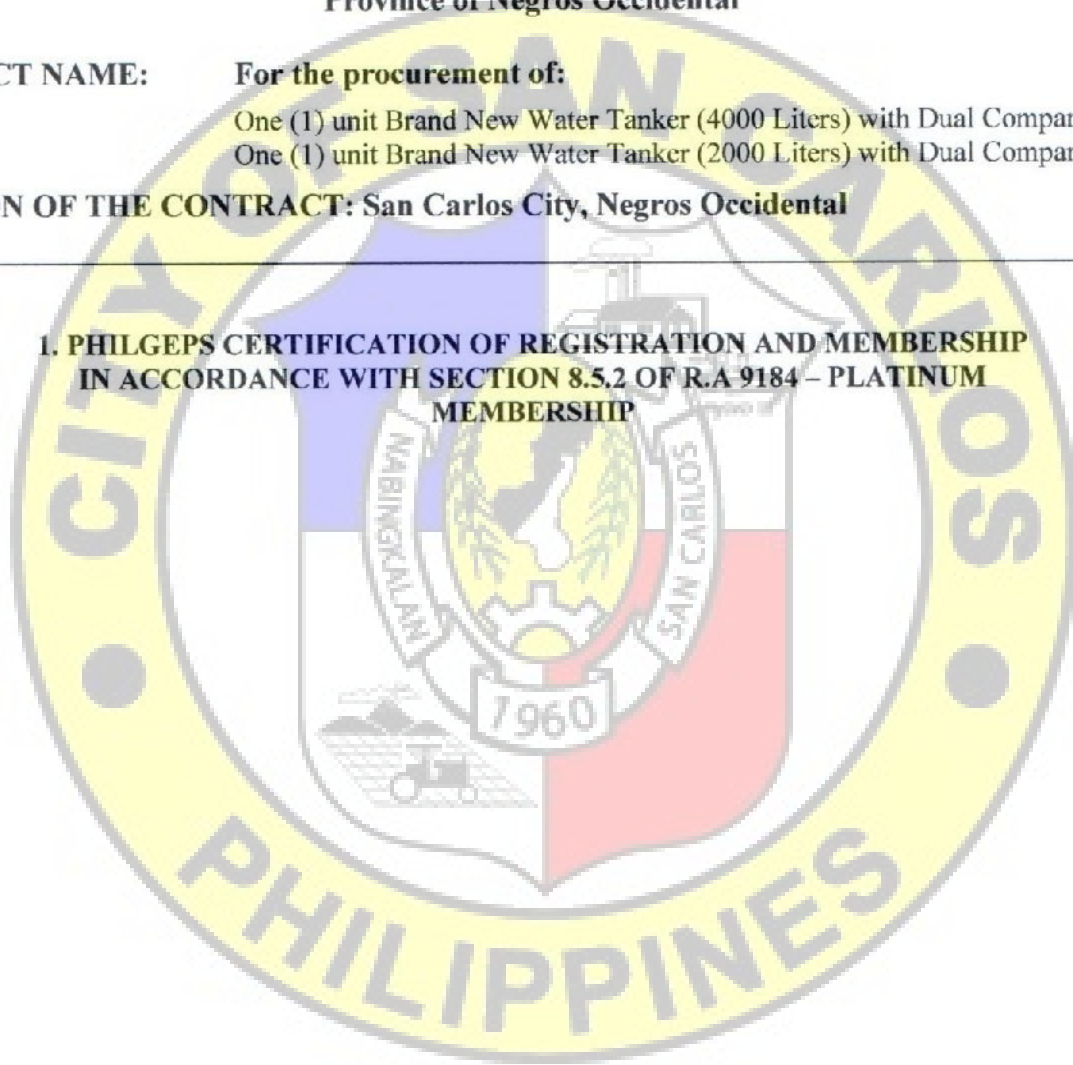 Province of Negros Occidental
CT NAME: For the procurement of:
One (1) unit Brand New Water Tanker (4000 Liters) with Dual Compar
One (1) unit Brand New Water Tanker (2000 Liters) with Dual Compar
N OF THE CONTRACT: San Carlos City, Negros Occidental
1. PHILGEPS CERTIFICATION OF REGISTRATION AND MEMBERSHIP
IN ACCORDANCE WITH SECTION 8.5.2 OF R.A 9184 – PLATINUM
MEMBERSHIP
CITY OF SAN CARLOS
NABINGKALAN
SAN CARLOS
1960
PHILIPPINES